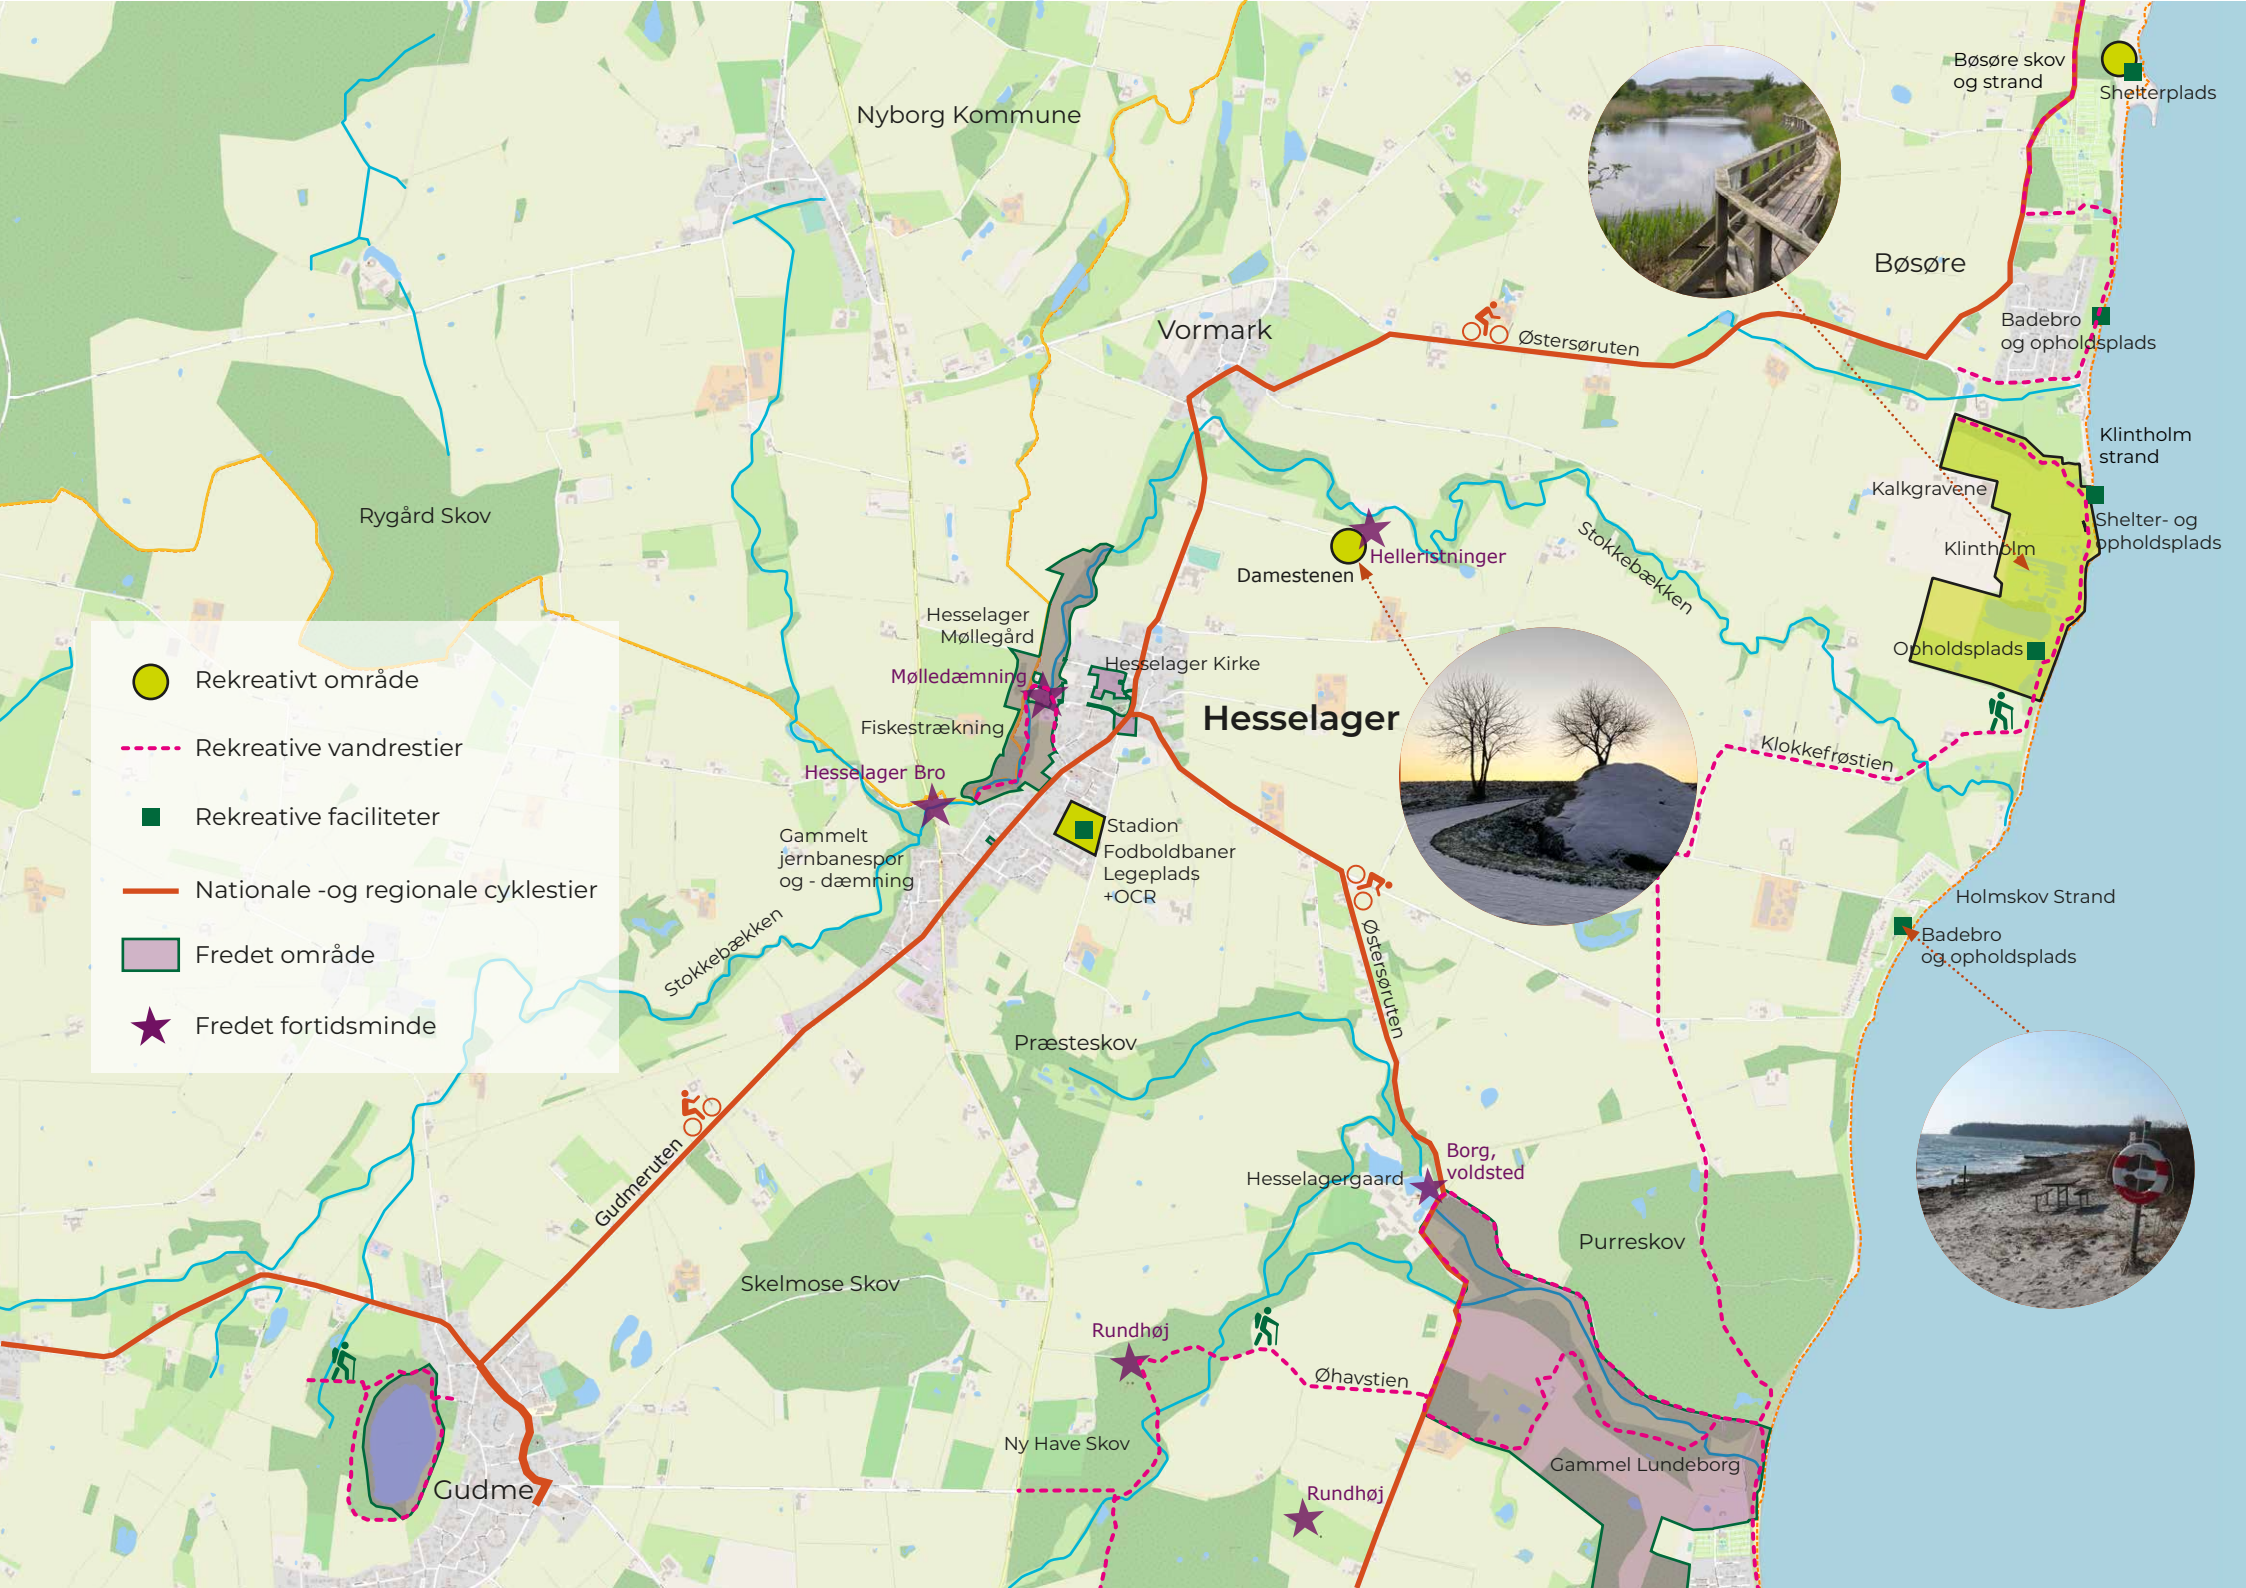 Nyborg Kommune
Bøsøre skov
og strand
Shelterplads
Bøsøre
Badebro
og opholdsplads
Vormark
Østersøruten
Klintholm
strand
Kalkgravene
Shelter- og
opholdsplads
Klintholm
Opholdsplads
Rygård Skov
Helleristninger
Damestenen
Stokkebækken
Hesselager
Møllegård
Mølledæmning
Hesselager Kirke
Fiskestrækning
Hesselager
Hesselager Bro
Klokkefrøstien
Gammelt
jernbanespor
og - dæmning
Stadion
Fodboldbaner
Legeplads
+OCR
Rekreativt område
Rekreative vandrestier
Rekreative faciliteter
Nationale -og regionale cyklestier
Fredet område
Fredet fortidsminde
Stokkebækken
Østersøruten
Holmskov Strand
Badebro
og opholdsplads
Præsteskov
Gudmeruten
Borg,
voldsted
Hesselagergaard
Purreskov
Skelmose Skov
Rundhøj
Øhavstien
Ny Have Skov
Gammel Lundeborg
Gudme
Rundhøj